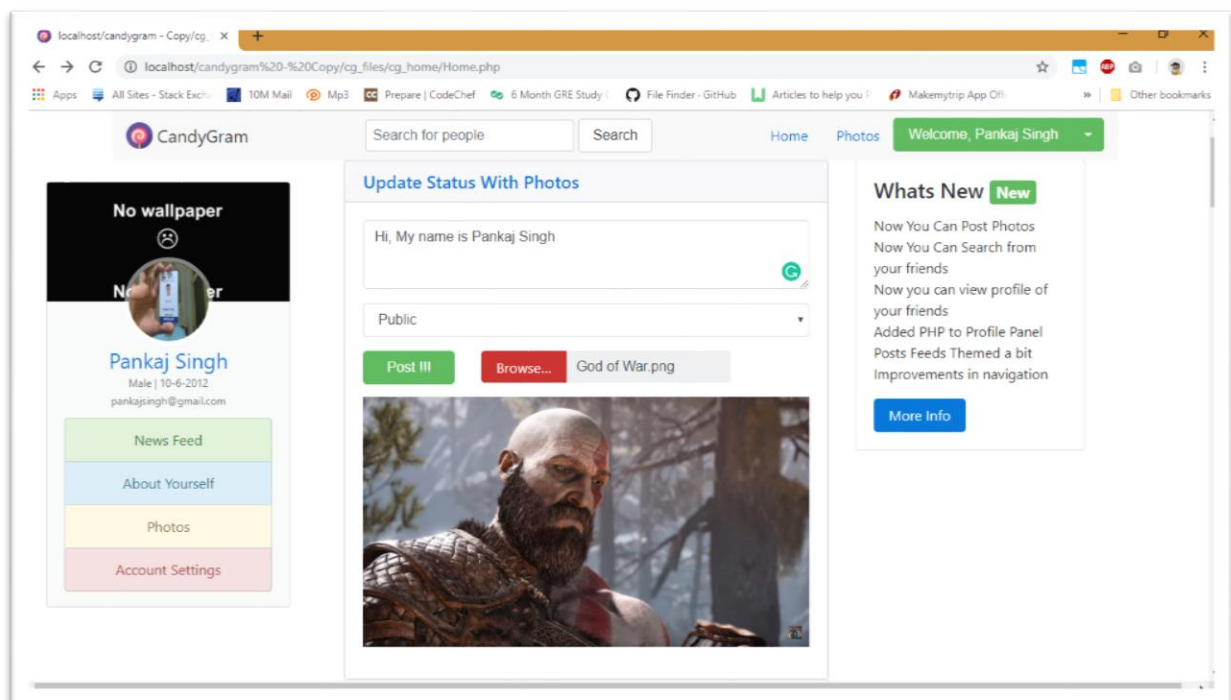 localhost/candygram - Copy/cg_
localhost/candygram%20-%20Copy/cg_files/cg_home/Home.php
Apps All Sites - Stack Exch 10M Mail Mp3 Prepare | CodeChef 6 Month GRE Study File Finder - GitHub Articles to help you Makemytrip App Off » Other bookmarks
CandyGram Search for people Search Home Photos Welcome, Pankaj Singh
No wallpaper
Pankaj Singh
Male | 10-6-2012
pankajsingh@gmail.com
News Feed
About Yourself
Photos
Account Settings
Update Status With Photos
Hi, My name is Pankaj Singh
Public
Post !!! Browse... God of War.png
Whats New New
Now You Can Post Photos
Now You Can Search from
your friends
Now you can view profile of
your friends
Added PHP to Profile Panel
Posts Feeds Themed a bit
Improvements in navigation
More Info